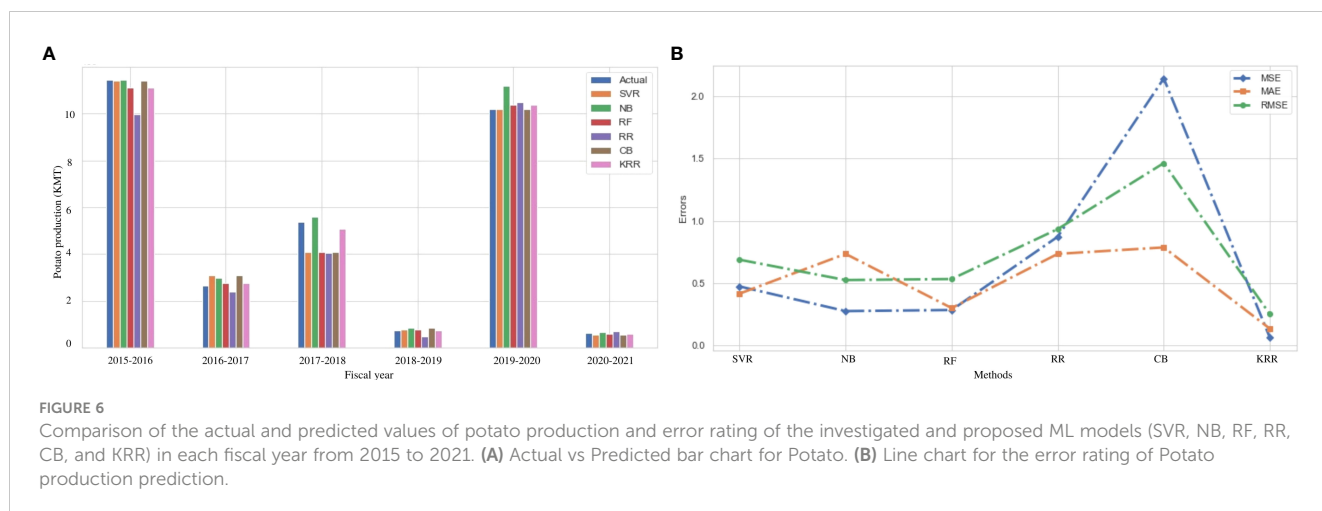 A
Potato production (KMT)
10
8
6
4
2
0
Actual
SVR
NB
RF
RR
CB
KRR
2015-2016 2016-2017 2017-2018 2018-2019 2019-2020 2020-2021
Fiscal year
B
Errors
2.0
1.5
1.0
0.5
0.0
MSE
MAE
RMSE
SVR NB RF RR CB KRR
Methods
FIGURE 6
Comparison of the actual and predicted values of potato production and error rating of the investigated and proposed ML models (SVR, NB, RF, RR,
CB, and KRR) in each fiscal year from 2015 to 2021. (A) Actual vs Predicted bar chart for Potato. (B) Line chart for the error rating of Potato
production prediction.